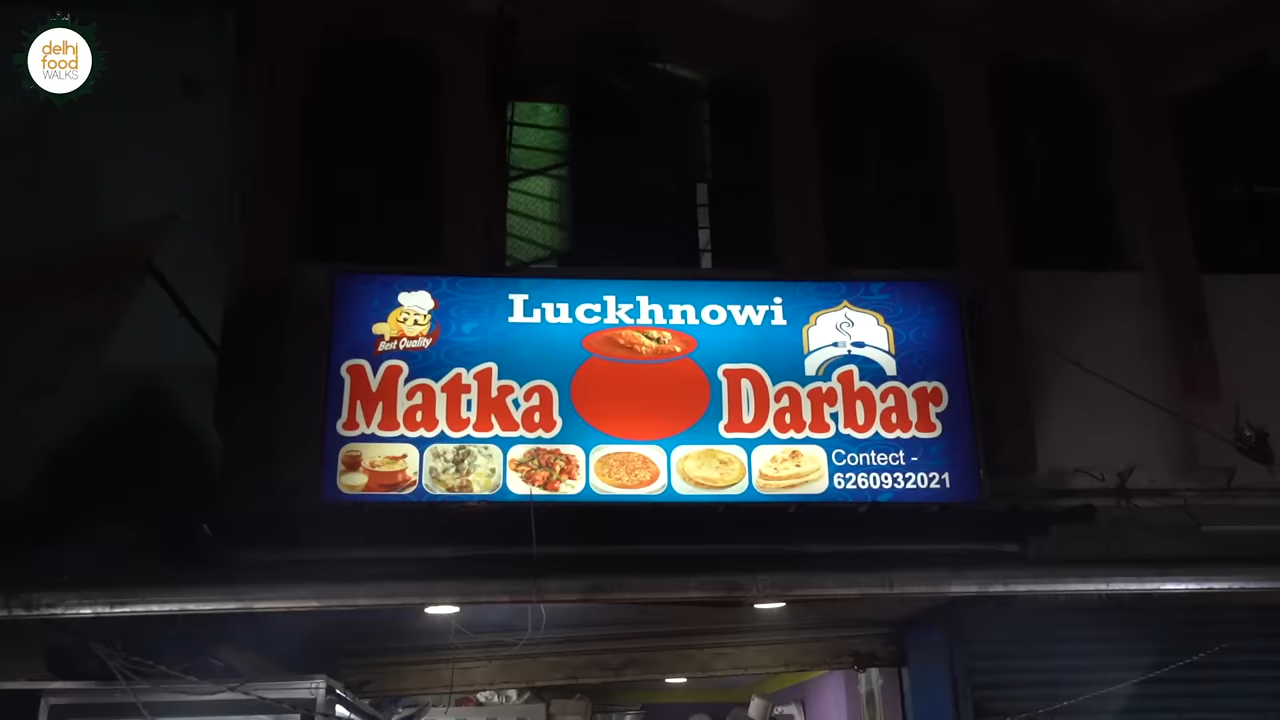 delhi
food
WALKS
Luckhnowi
Best Quality
Matka Darbar
Contect -
6260932021